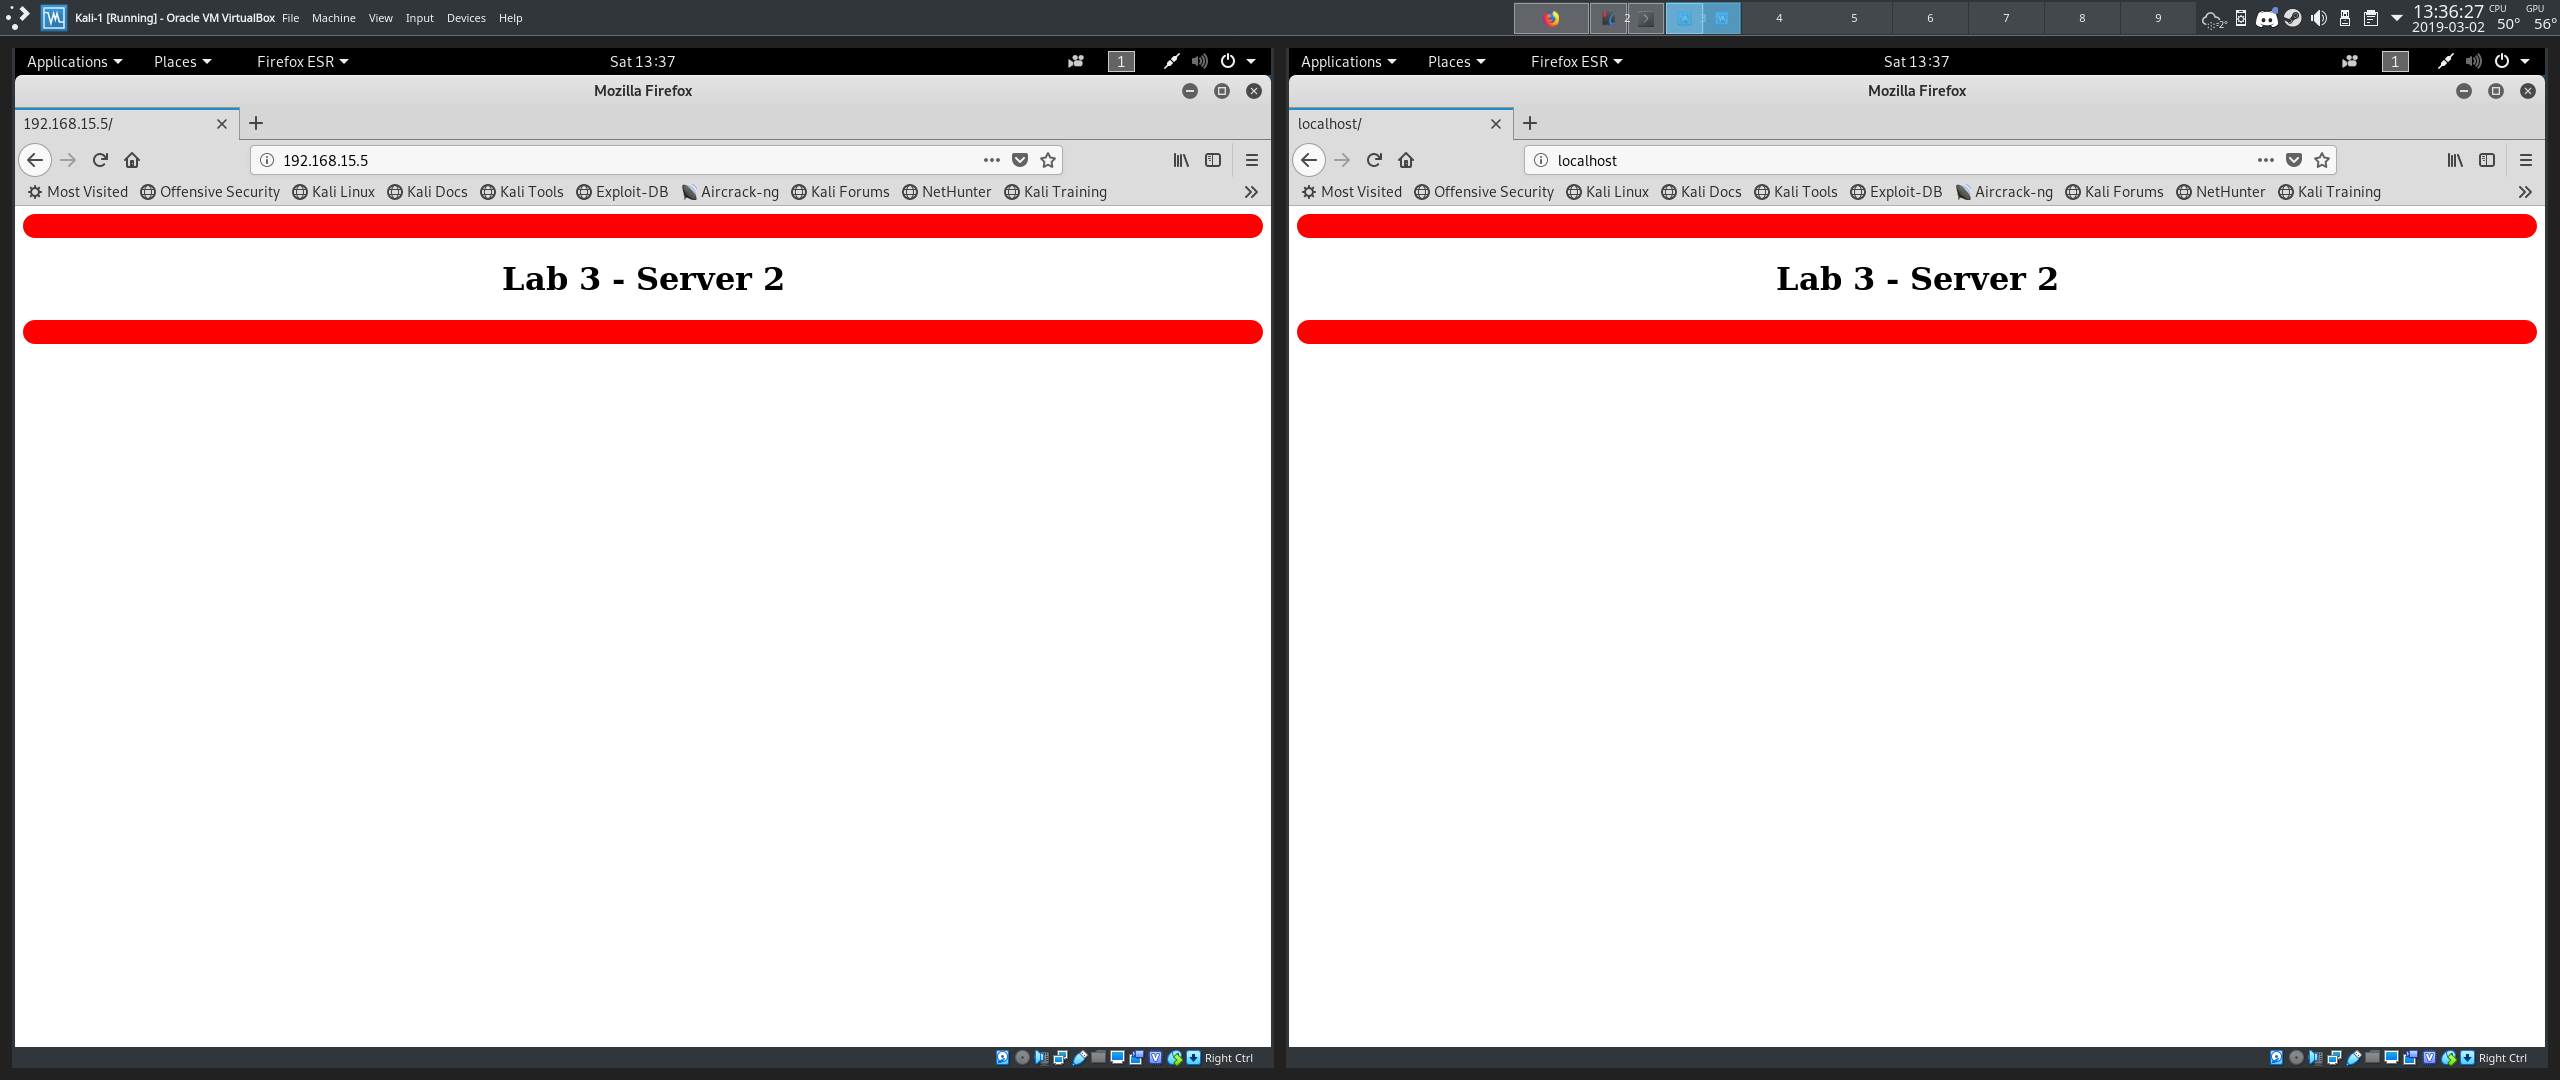 Kali-1 [Running] - Oracle VM VirtualBox File Machine View Input Devices Help
2 3 4 5 6 7 8 9 -2° 13:36:27 CPU GPU
2019-03-02 50° 56°
Applications Places Firefox ESR Sat 13:37 1
Mozilla Firefox
192.168.15.5/
192.168.15.5
Most Visited Offensive Security Kali Linux Kali Docs Kali Tools Exploit-DB Aircrack-ng Kali Forums NetHunter Kali Training
Lab 3 - Server 2
Right Ctrl
Applications Places Firefox ESR Sat 13:37 1
Mozilla Firefox
localhost/
localhost
Most Visited Offensive Security Kali Linux Kali Docs Kali Tools Exploit-DB Aircrack-ng Kali Forums NetHunter Kali Training
Lab 3 - Server 2
Right Ctrl